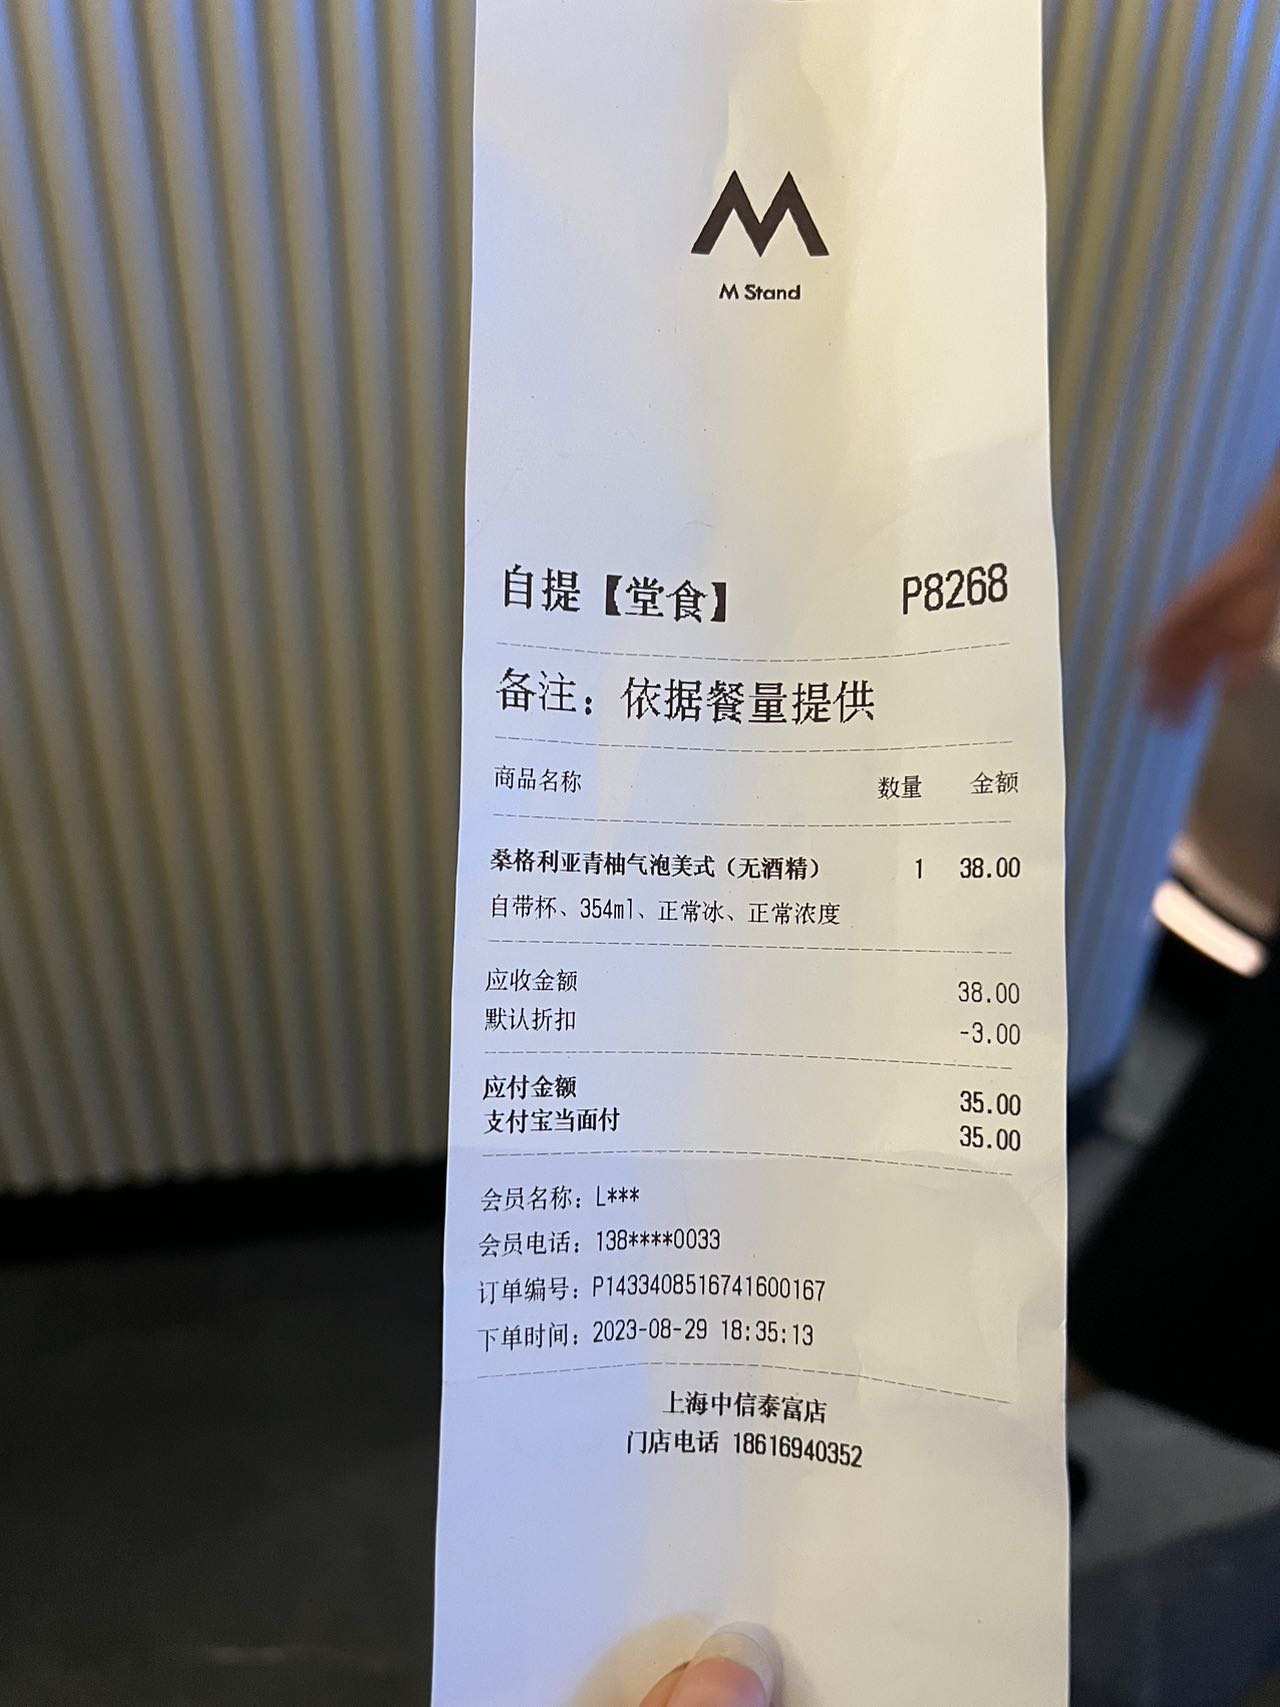 M Stand
自提【堂食】 P8268
备注：依据餐量提供
商品名称 数量 金额
桑格利亚青柚气泡美式（无酒精） 1 38.00
自带杯、354ml、正常冰、正常浓度
应收金额 38.00
默认折扣 -3.00
应付金额 35.00
支付宝当面付 35.00
会员名称：L***
会员电话：138****0033
订单编号：P1433408516741600167
下单时间：2023-08-29 18:35:13
上海中信泰富店
门店电话 18616940352